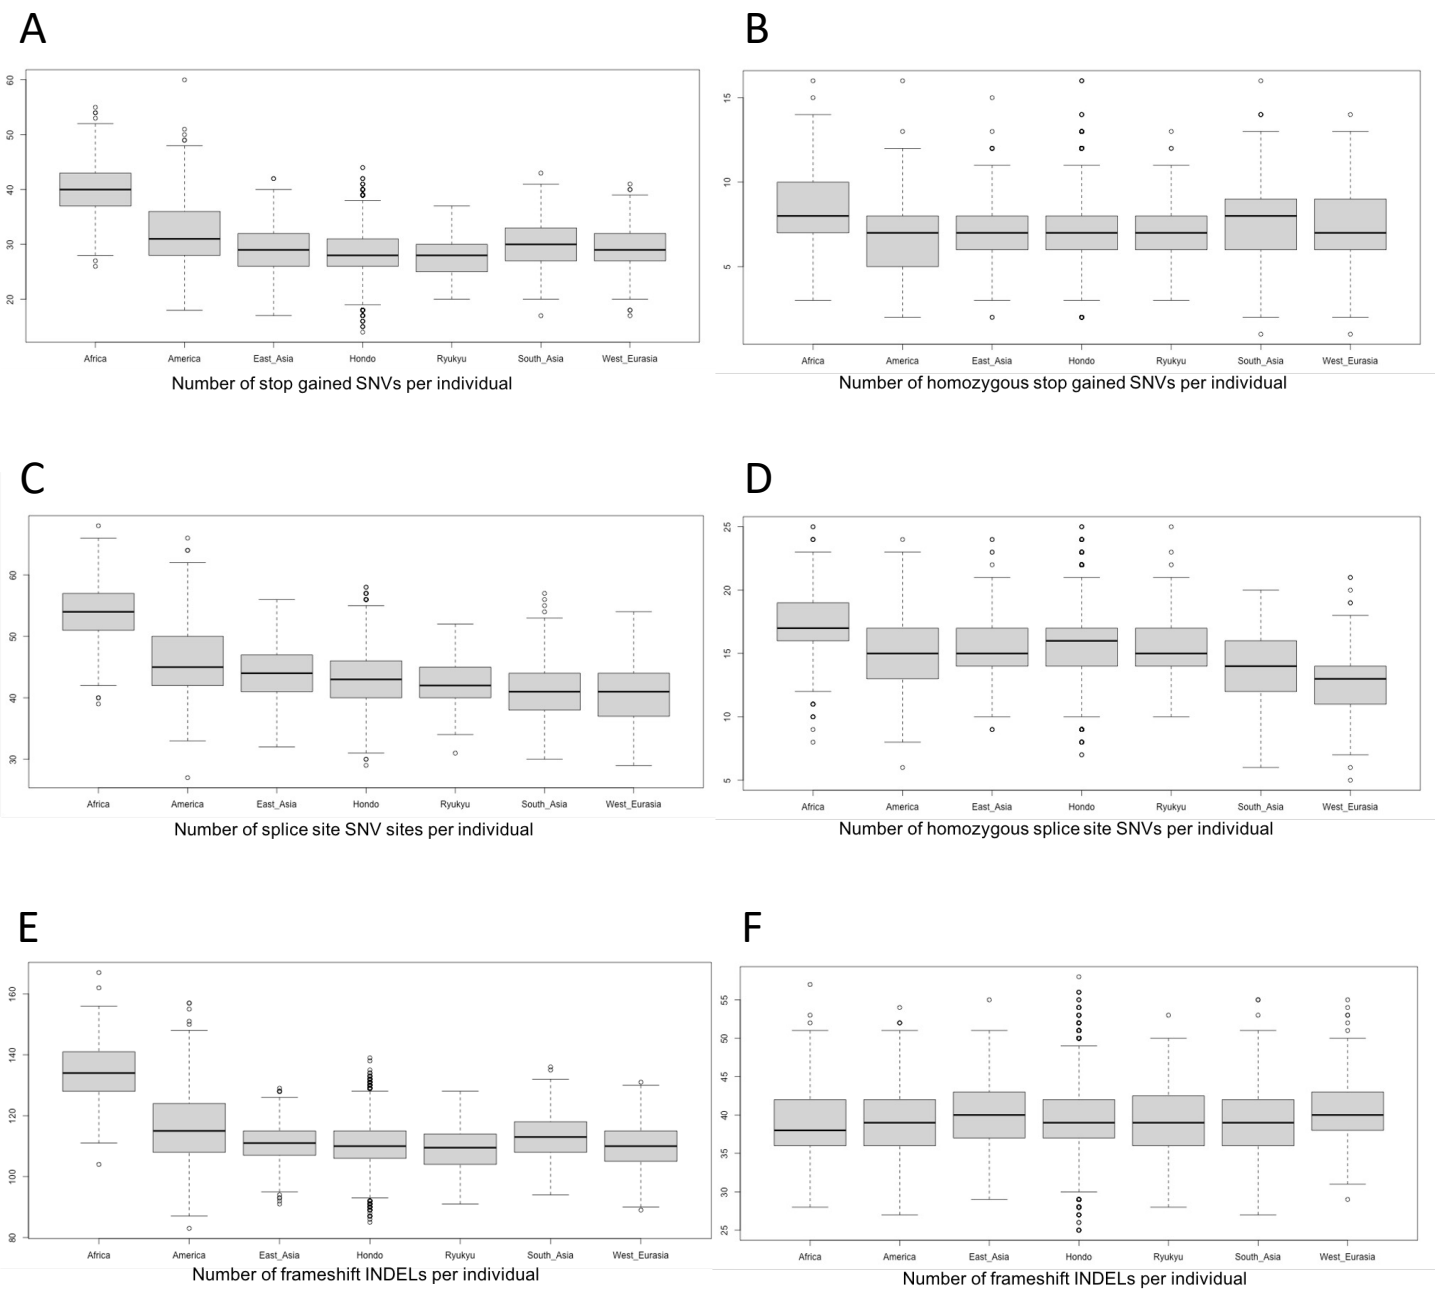 A
60
50
40
30
20
Africa America East_Asia Hondo Ryukyu South_Asia West_Eurasia
Number of stop gained SNVs per individual
B
15
10
5
Africa America East_Asia Hondo Ryukyu South_Asia West_Eurasia
Number of homozygous stop gained SNVs per individual
C
60
50
40
30
Africa America East_Asia Hondo Ryukyu South_Asia West_Eurasia
Number of splice site SNV sites per individual
D
25
20
15
10
5
Africa America East_Asia Hondo Ryukyu South_Asia West_Eurasia
Number of homozygous splice site SNVs per individual
E
160
140
120
100
80
Africa America East_Asia Hondo Ryukyu South_Asia West_Eurasia
Number of frameshift INDELs per individual
F
55
50
45
40
35
30
25
Africa America East_Asia Hondo Ryukyu South_Asia West_Eurasia
Number of frameshift INDELs per individual